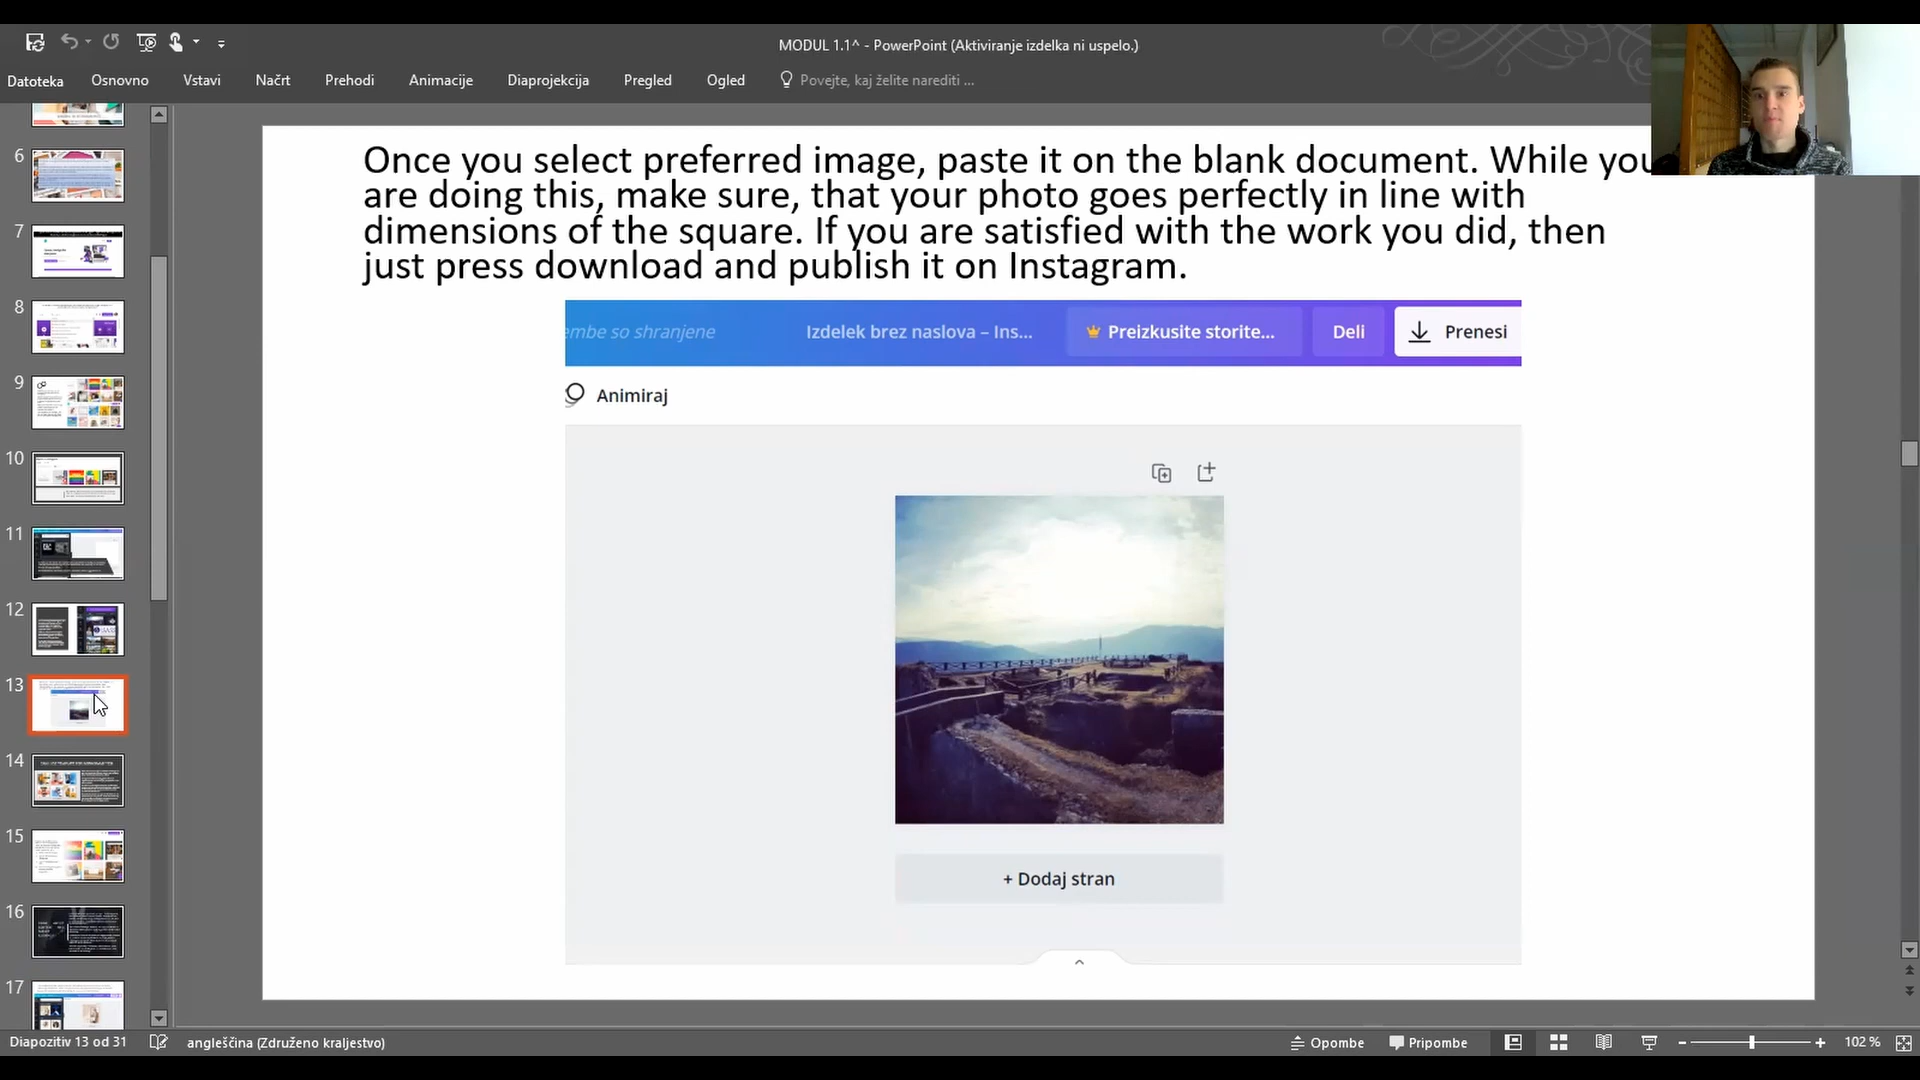 MODUL 1.1^ - PowerPoint (Aktiviranje izdelka ni uspelo.)
Datoteka Osnovno Vstavi Načrt Prehodi Animacije Diaprojekcija Pregled Ogled Povejte, kaj želite narediti ...
6
7
8
9
10
11
12
13
14
15
16
17
Once you select preferred image, paste it on the blank document. While you
are doing this, make sure, that your photo goes perfectly in line with
dimensions of the square. If you are satisfied with the work you did, then
just press download and publish it on Instagram.
embe so shranjene Izdelek brez naslova – Ins... Preizkusite storite... Deli Prenesi
Animiraj
+ Dodaj stran
Diapozitiv 13 od 31 angleščina (Združeno kraljestvo) Opombe Pripombe 102 %